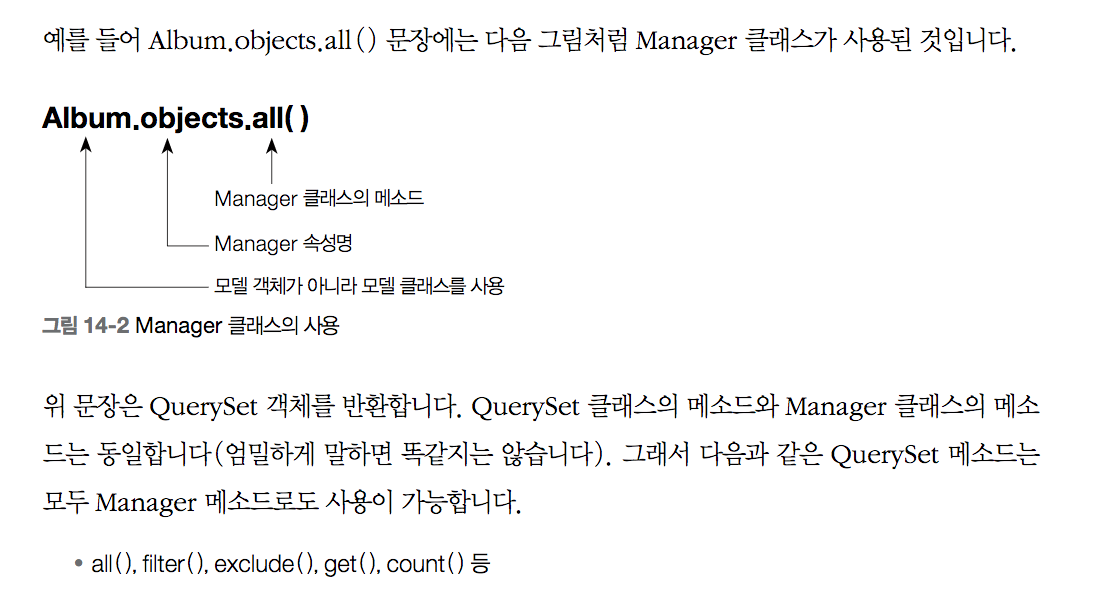 예를 들어 Album.objects.all() 문장에는 다음 그림처럼 Manager 클래스가 사용된 것입니다.
Album.objects.all()
Manager 클래스의 메소드
Manager 속성명
모델 객체가 아니라 모델 클래스를 사용
그림 14-2 Manager 클래스의 사용
위 문장은 QuerySet 객체를 반환합니다. QuerySet 클래스의 메소드와 Manager 클래스의 메소
드는 동일합니다(엄밀하게 말하면 똑같지는 않습니다). 그래서 다음과 같은 QuerySet 메소드는
모두 Manager 메소드로도 사용이 가능합니다.
• all(), filter(), exclude(), get(), count() 등